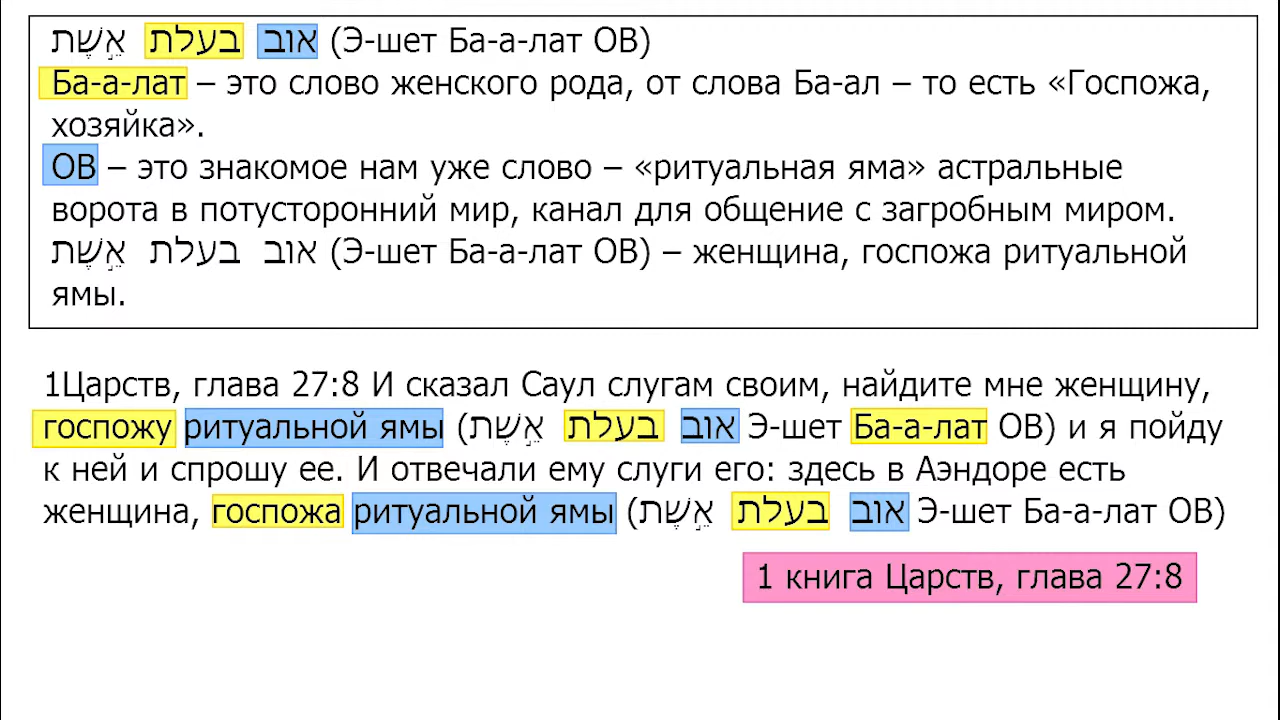 אֵ֣שֶׁת בעלת אוב (Э-шет Ба-а-лат ОВ)
Ба-а-лат – это слово женского рода, от слова Ба-ал – то есть «Госпожа,
хозяйка».
ОВ – это знакомое нам уже слово – «ритуальная яма» астральные
ворота в потусторонний мир, канал для общение с загробным миром.
אֵ֣שֶׁת בעלת אוב (Э-шет Ба-а-лат ОВ) – женщина, госпожа ритуальной
ямы.
1Царств, глава 27:8 И сказал Саул слугам своим, найдите мне женщину,
госпожу ритуальной ямы (אֵ֣שֶׁת בעלת אוב Э-шет Ба-а-лат ОВ) и я пойду
к ней и спрошу ее. И отвечали ему слуги его: здесь в Аэндоре есть
женщина, госпожа ритуальной ямы (אֵ֣שֶׁת בעלת אוב Э-шет Ба-а-лат ОВ)
1 книга Царств, глава 27:8